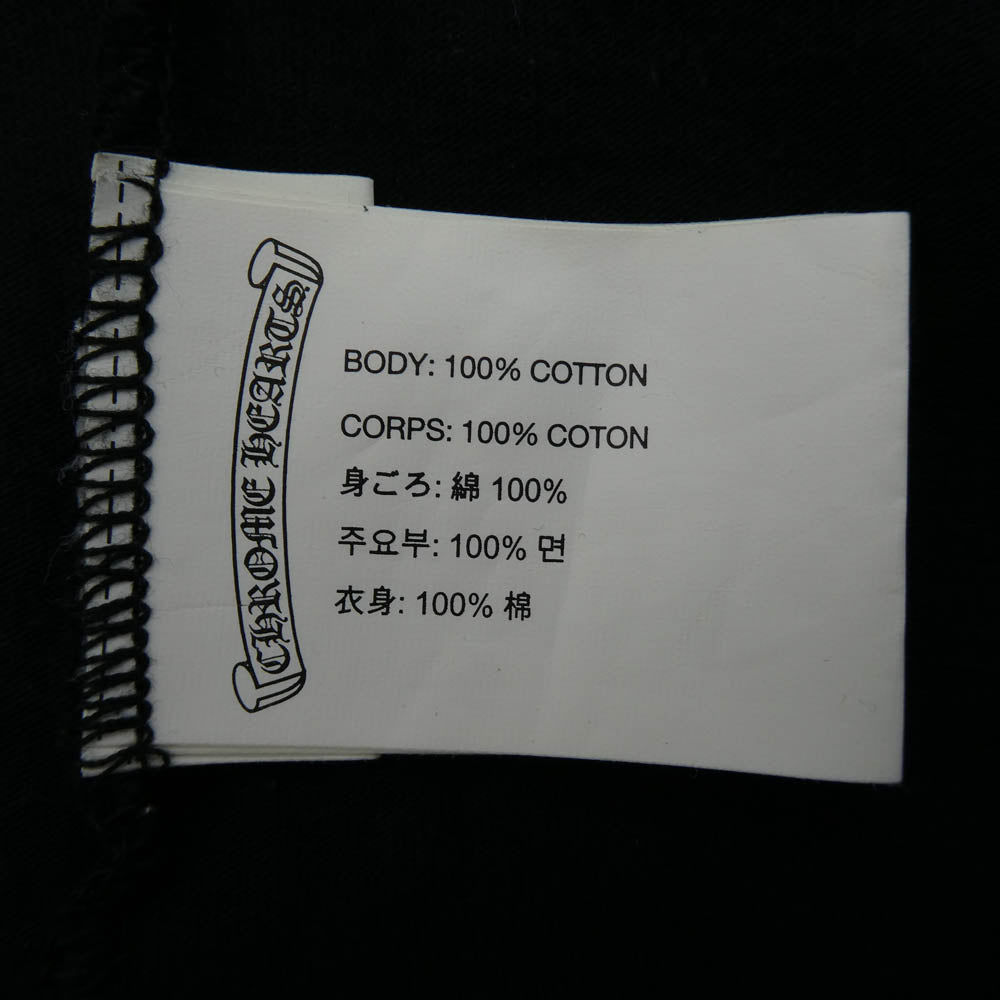 CHROME HEARTS
BODY: 100% COTTON
CORPS: 100% COTON
身ごろ: 綿 100%
주요부: 100% 면
衣身: 100% 棉